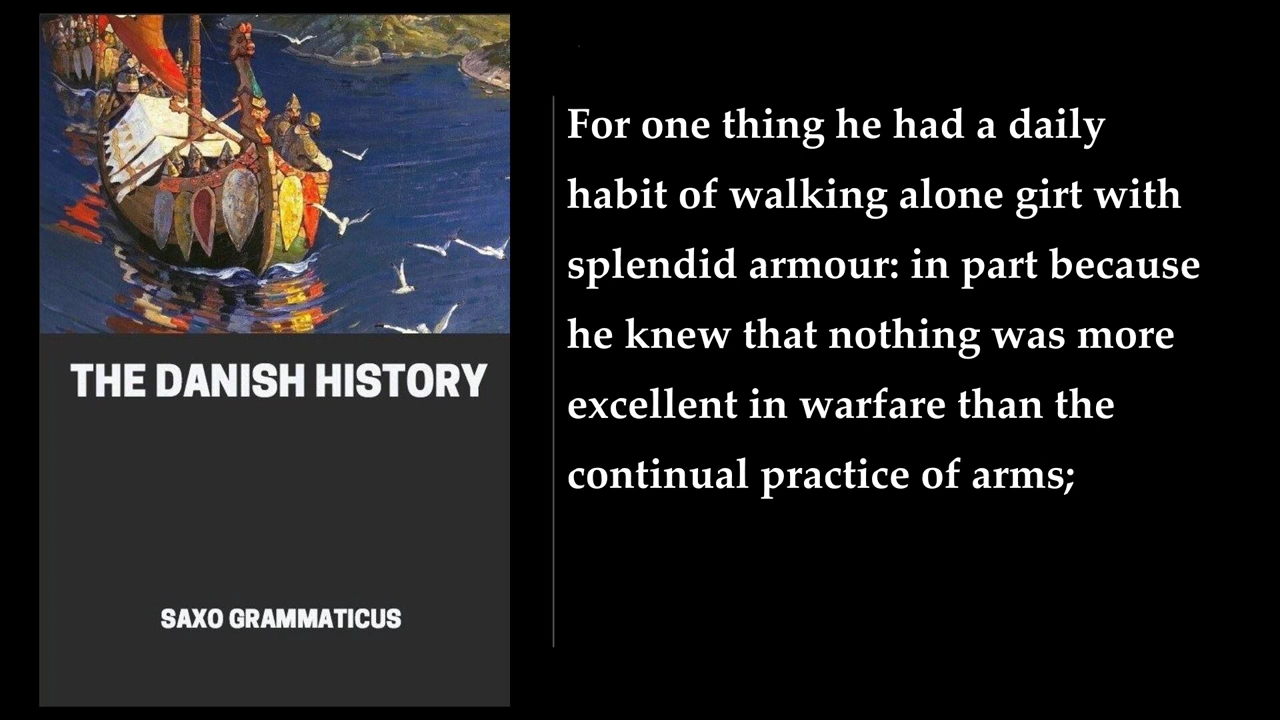 THE DANISH HISTORY
SAXO GRAMMATICUS
For one thing he had a daily
habit of walking alone girt with
splendid armour: in part because
he knew that nothing was more
excellent in warfare than the
continual practice of arms;